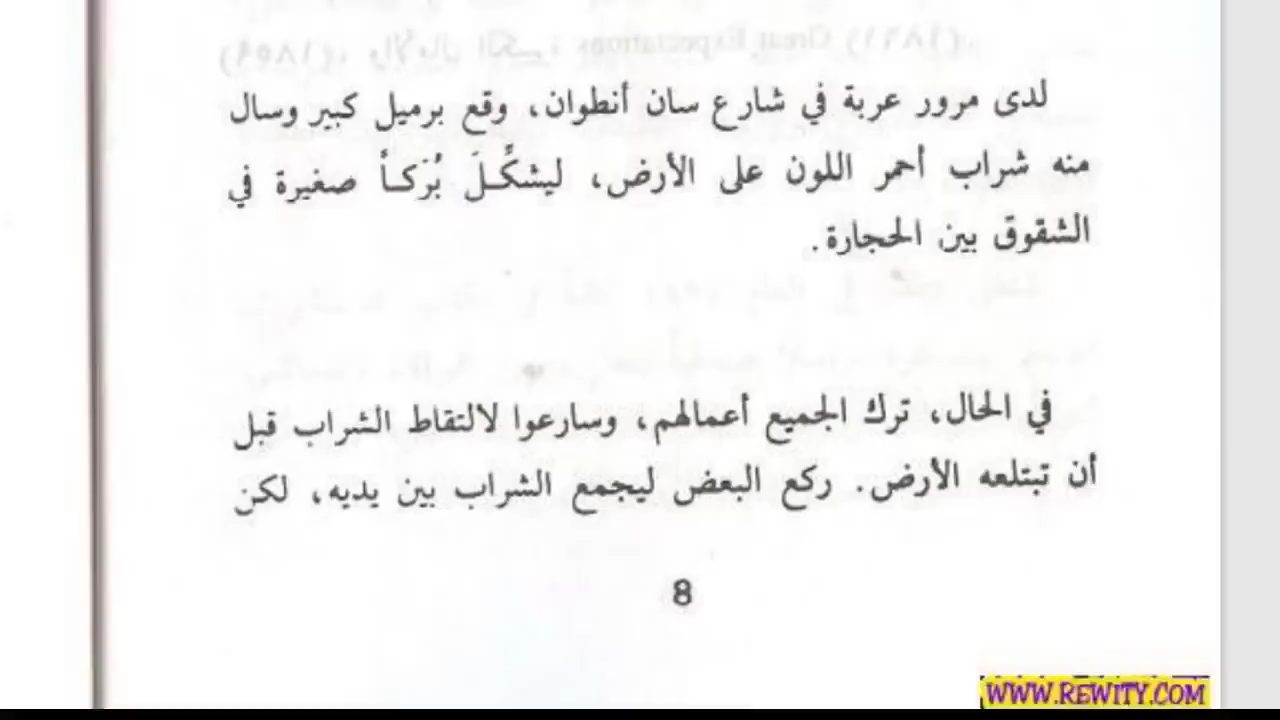 لدى مرور عربة في شارع سان أنطوان، وقع برميل كبير وسال
منه شراب أحمر اللون على الأرض، ليشكِّلَ بُرَكاً صغيرة في
الشقوق بين الحجارة.
في الحال، ترك الجميع أعمالهم، وسارعوا لالتقاط الشراب قبل
أن تبتلعه الأرض. ركع البعض ليجمع الشراب بين يديه، لكن
8
WWW.REWITY.COM